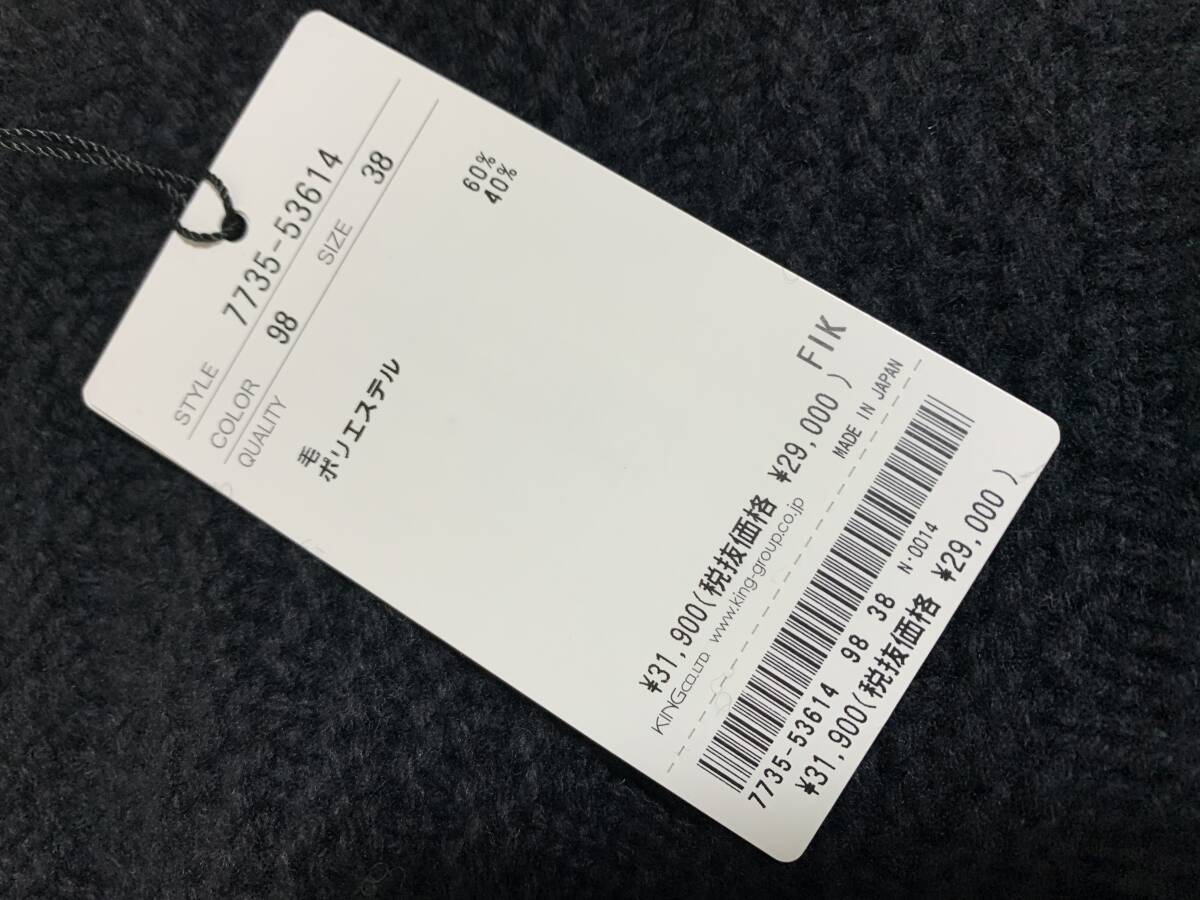 STYLE 7735-53614
COLOR 98 SIZE 38
QUALITY
毛 60%
ポリエステル 40%
FIK
¥31,900(税抜価格 ¥29,000 )
KING CO.,LTD. www.king-group.co.jp MADE IN JAPAN
7735-53614 98 38 N-0014
¥31,900(税抜価格 ¥29,000 )